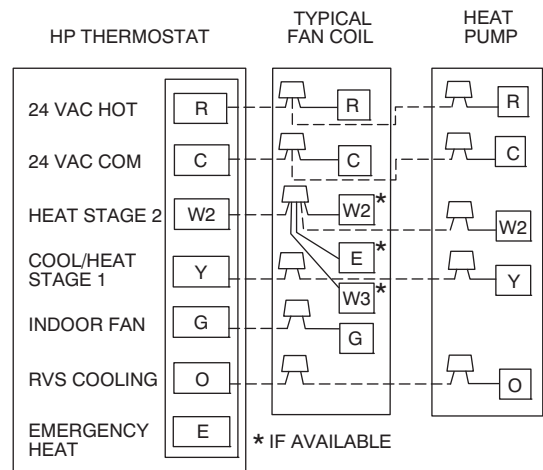 HP THERMOSTAT
TYPICAL
FAN COIL
HEAT
PUMP
24 VAC HOT R R R
24 VAC COM C C C
HEAT STAGE 2 W2 W2* W2
E*
COOL/HEAT
STAGE 1 Y W3* Y
INDOOR FAN G G
RVS COOLING O O
EMERGENCY
HEAT E
* IF AVAILABLE